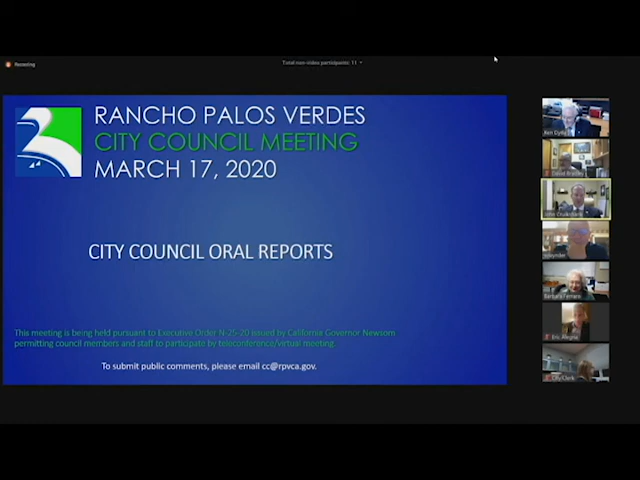 Recording
Total non-video participants: 11
RANCHO PALOS VERDES
CITY COUNCIL MEETING
MARCH 17, 2020
CITY COUNCIL ORAL REPORTS
This meeting is being held pursuant to Executive Order N-25-20 issued by California Governor Newsom
permitting council members and staff to participate by teleconference/virtual meeting.
To submit public comments, please email cc@rpvca.gov.
Ken Dyda
David Bradley
John Cruikshank
Barbara Ferraro
Eric Alegria
City Clerk